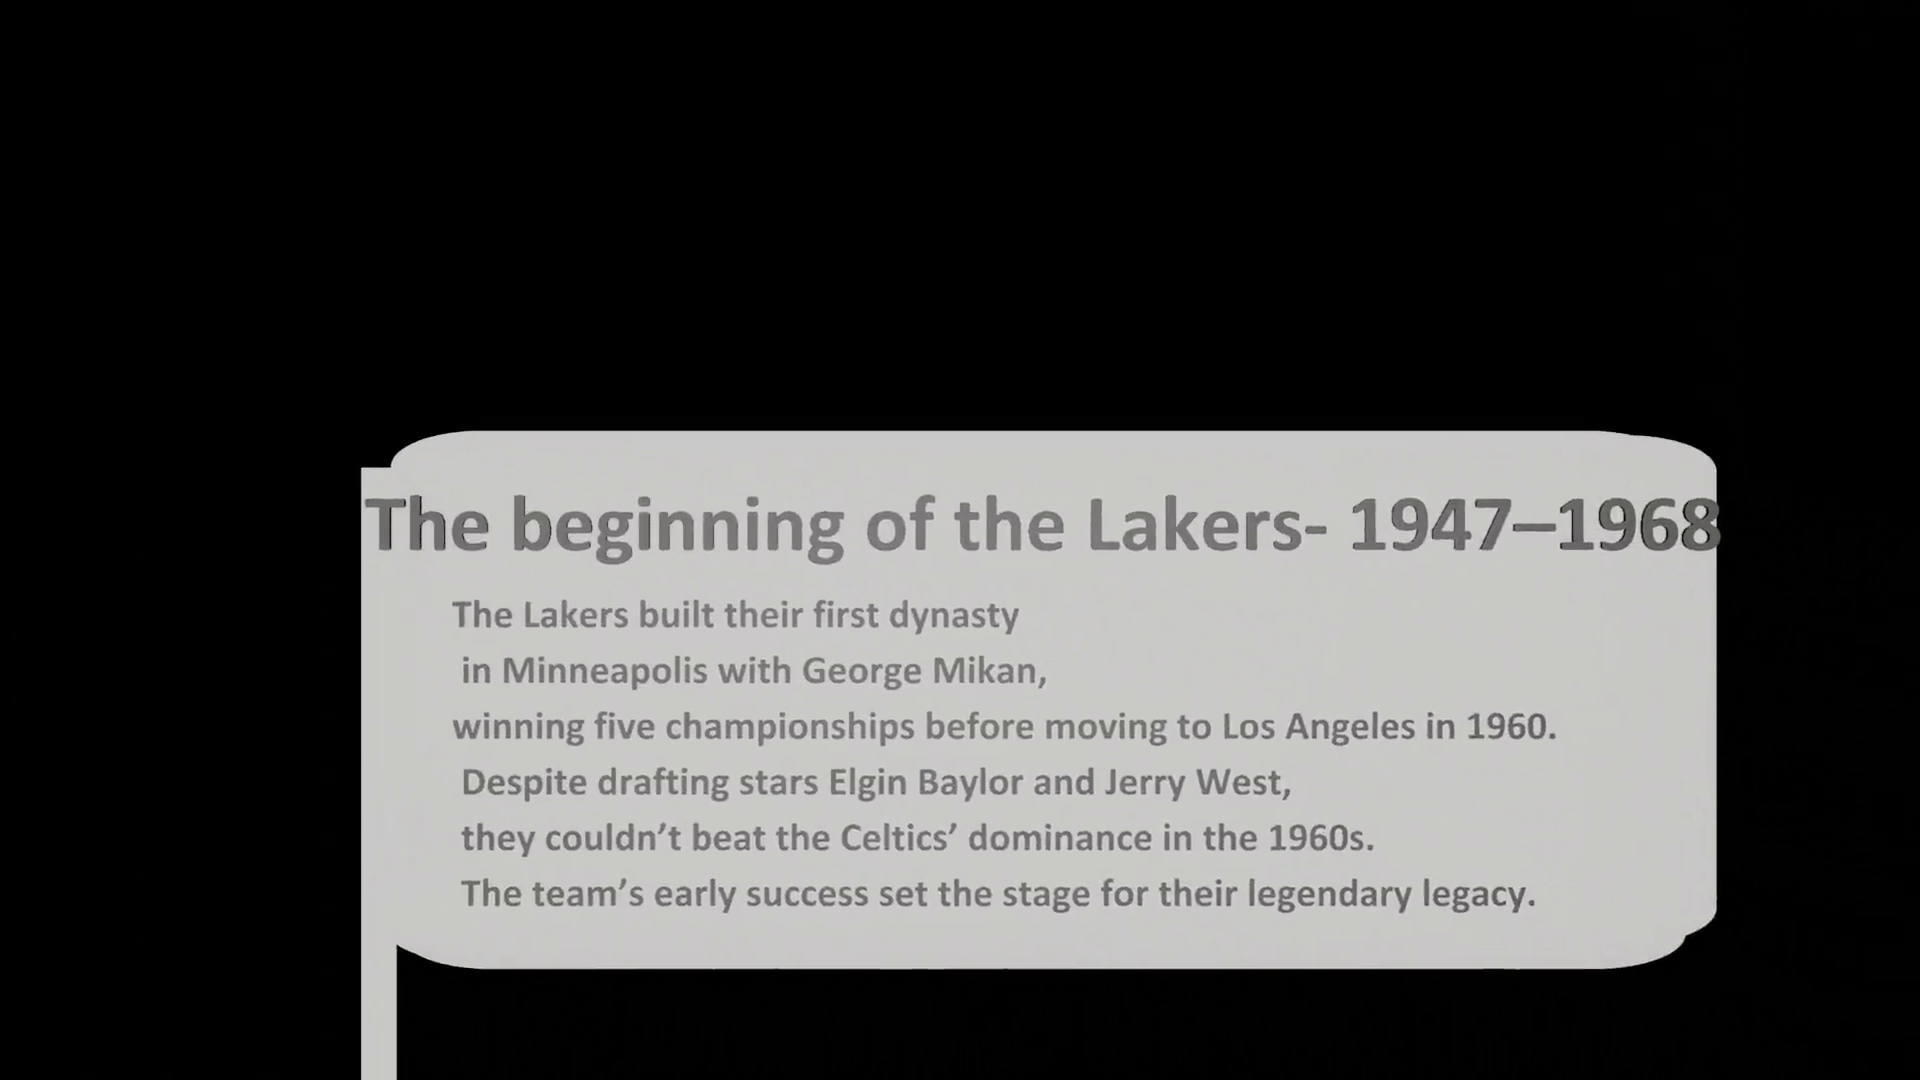 The beginning of the Lakers- 1947–1968
The Lakers built their first dynasty
in Minneapolis with George Mikan,
winning five championships before moving to Los Angeles in 1960.
Despite drafting stars Elgin Baylor and Jerry West,
they couldn’t beat the Celtics’ dominance in the 1960s.
The team’s early success set the stage for their legendary legacy.